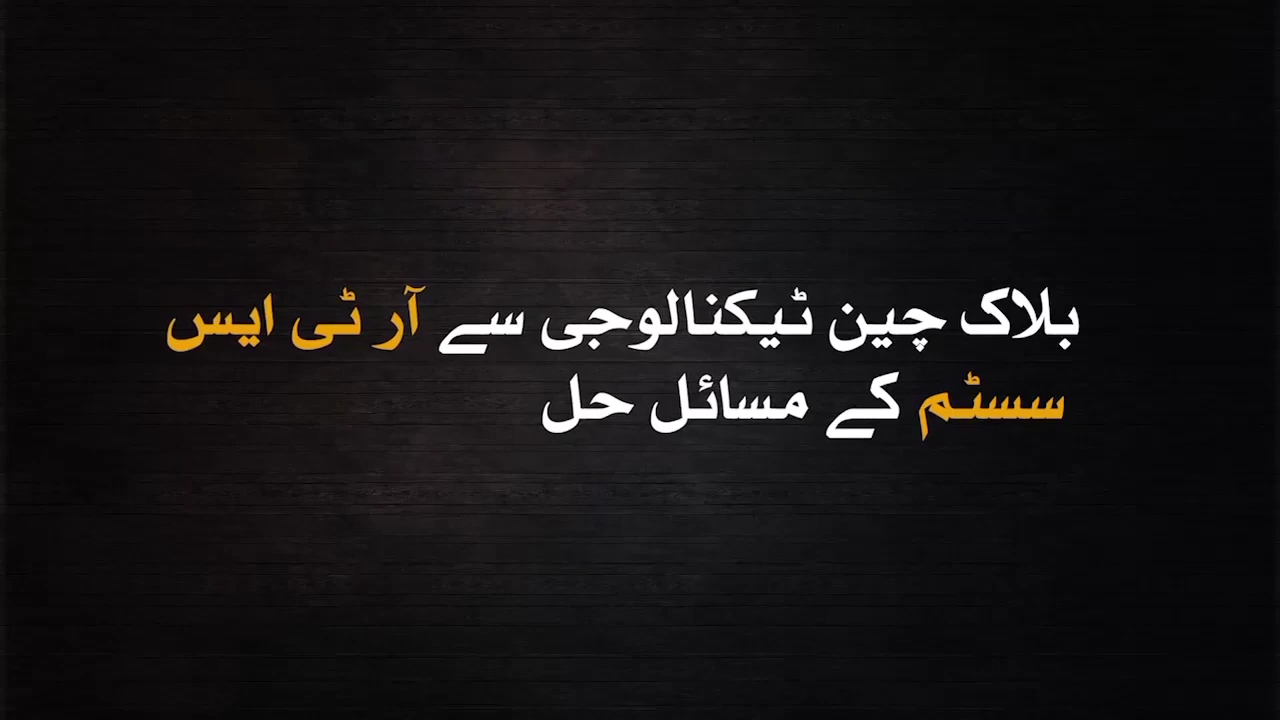 بلاک چین ٹیکنالوجی سے آر ٹی ایس
سسٹم کے مسائل حل